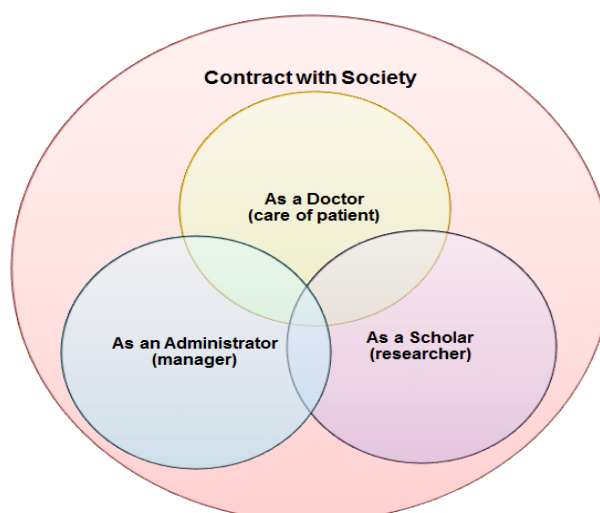 Contract with Society
As a Doctor
(care of patient)
As an Administrator
(manager)
As a Scholar
(researcher)